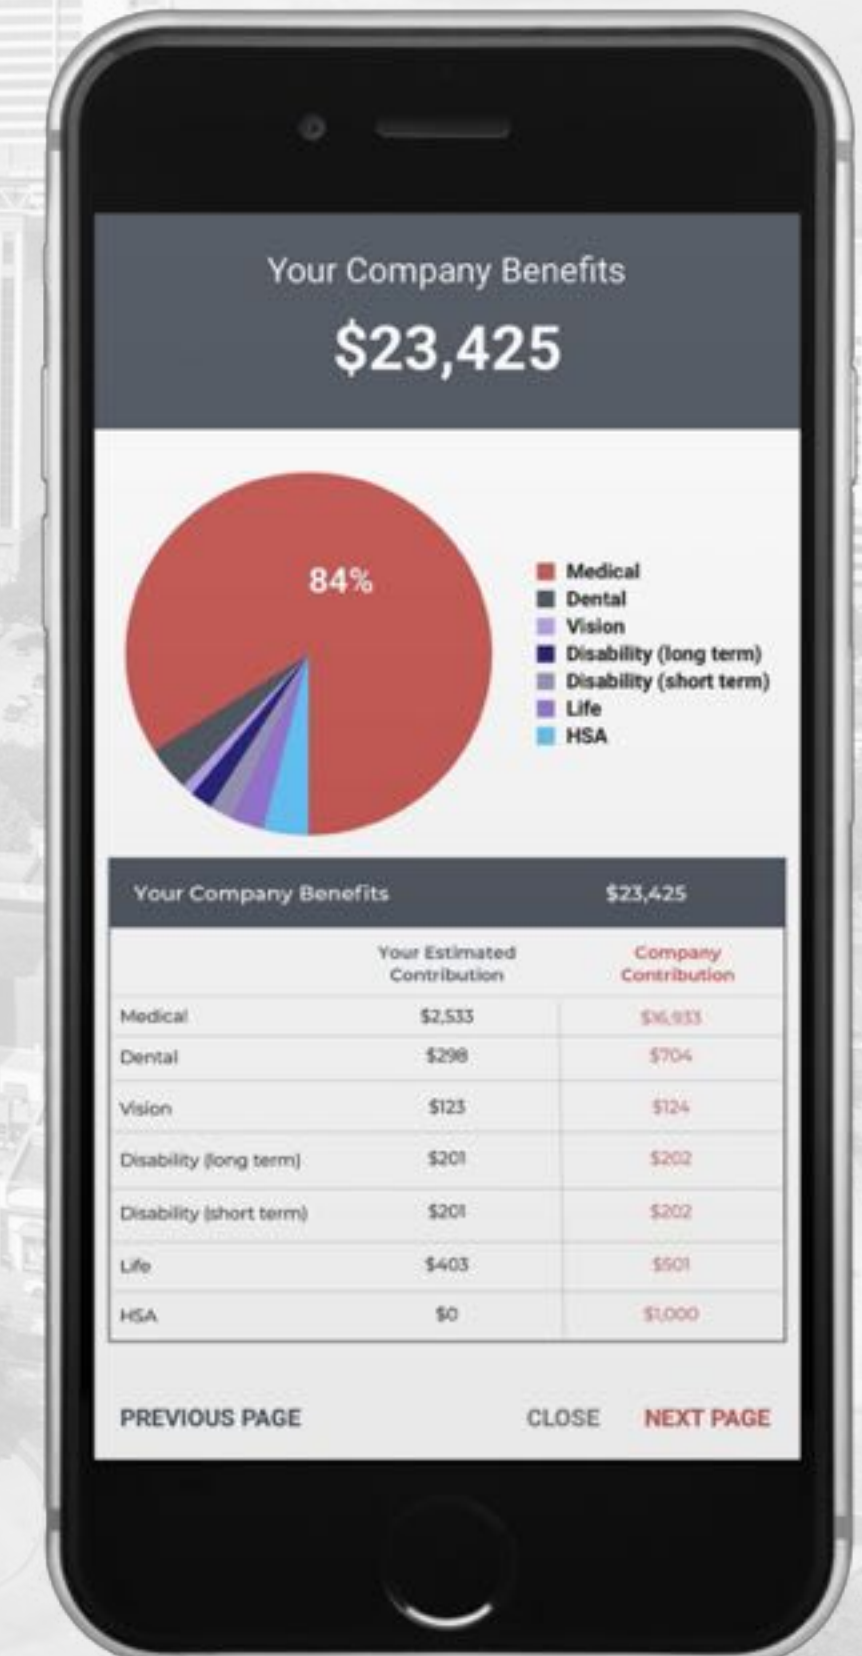 Your Company Benefits
$23,425
84%
Medical
Dental
Vision
Disability (long term)
Disability (short term)
Life
HSA
Your Company Benefits $23,425
Your Estimated Contribution Company Contribution
Medical $2,533 $16,933
Dental $298 $704
Vision $123 $124
Disability (long term) $201 $202
Disability (short term) $201 $202
Life $403 $501
HSA $0 $1,000
PREVIOUS PAGE CLOSE NEXT PAGE